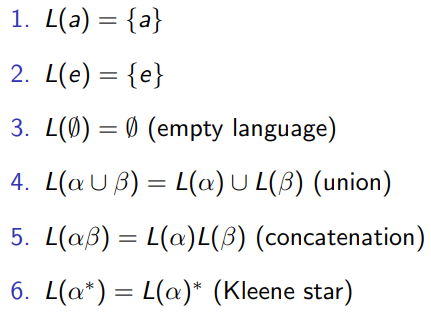 1. L(a) = {a}
2. L(e) = {e}
3. L(∅) = ∅ (empty language)
4. L(α ∪ β) = L(α) ∪ L(β) (union)
5. L(αβ) = L(α)L(β) (concatenation)
6. L(α*) = L(α)* (Kleene star)